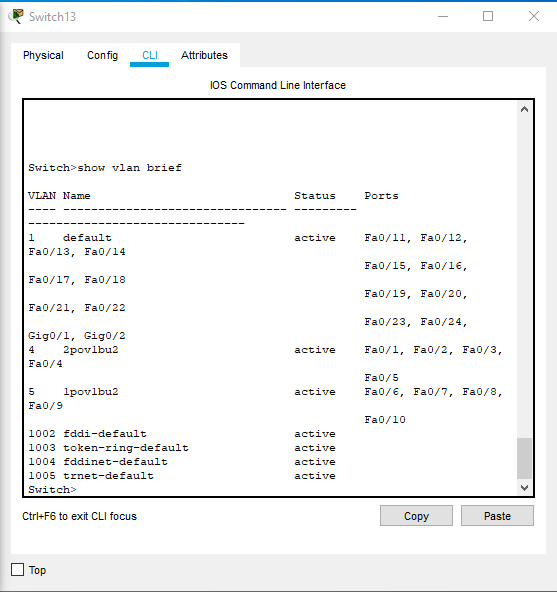 Switch13
Physical Config CLI Attributes
IOS Command Line Interface
Switch>show vlan brief
VLAN Name                             Status    Ports
---- -------------------------------- ---------
-------------------------------
1    default                          active    Fa0/11, Fa0/12,
Fa0/13, Fa0/14
                                                Fa0/15, Fa0/16,
Fa0/17, Fa0/18
                                                Fa0/19, Fa0/20,
Fa0/21, Fa0/22
                                                Fa0/23, Fa0/24,
Gig0/1, Gig0/2
4    2povlbu2                         active    Fa0/1, Fa0/2, Fa0/3,
Fa0/4
                                                Fa0/5
5    1povlbu2                         active    Fa0/6, Fa0/7, Fa0/8,
Fa0/9
                                                Fa0/10
1002 fddi-default                     active
1003 token-ring-default               active
1004 fddinet-default                  active
1005 trnet-default                    active
Switch>
Ctrl+F6 to exit CLI focus
Copy Paste
Top